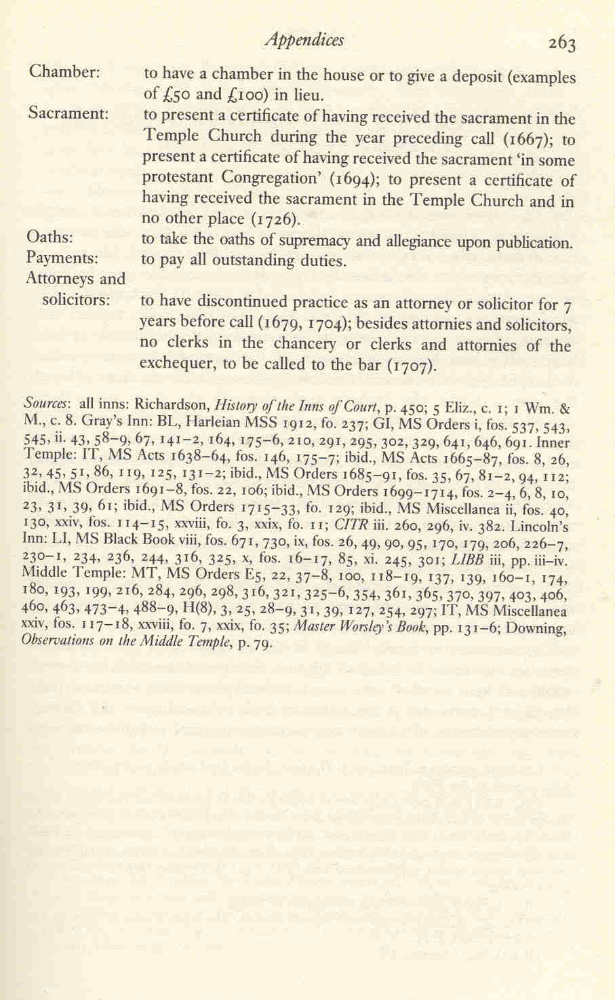 Appendices 263
Chamber: to have a chamber in the house or to give a deposit (examples
of £50 and £100) in lieu.
Sacrament: to present a certificate of having received the sacrament in the
Temple Church during the year preceding call (1667); to
present a certificate of having received the sacrament ‘in some
protestant Congregation’ (1694); to present a certificate of
having received the sacrament in the Temple Church and in
no other place (1726).
Oaths: to take the oaths of supremacy and allegiance upon publication.
Payments: to pay all outstanding duties.
Attorneys and
solicitors: to have discontinued practice as an attorney or solicitor for 7
years before call (1679, 1704); besides attornies and solicitors,
no clerks in the chancery or clerks and attornies of the
exchequer, to be called to the bar (1707).
Sources: all inns: Richardson, History of the Inns of Court, p. 450; 5 Eliz., c. 1; 1 Wm. &
M., c. 8. Gray’s Inn: BL, Harleian MSS 1912, fo. 237; GI, MS Orders i, fos. 537, 543,
545, ii. 43, 58–9, 67, 141–2, 164, 175–6, 210, 291, 295, 302, 329, 641, 646, 691. Inner
Temple: IT, MS Acts 1638–64, fos. 146, 175–7; ibid., MS Acts 1665–87, fos. 8, 26,
32, 45, 51, 86, 119, 125, 131–2; ibid., MS Orders 1685–91, fos. 35, 67, 81–2, 94, 112;
ibid., MS Orders 1691–8, fos. 22, 106; ibid., MS Orders 1699–1714, fos. 2–4, 6, 8, 10,
23, 31, 39, 61; ibid., MS Orders 1715–33, fo. 129; ibid., MS Miscellanea ii, fos. 40,
130, xxiv, fos. 114–15, xxviii, fo. 3, xxix, fo. 11; CITR iii. 260, 296, iv. 382. Lincoln’s
Inn: LI, MS Black Book viii, fos. 671, 730, ix, fos. 26, 49, 90, 95, 170, 179, 206, 226–7,
230–1, 234, 236, 244, 316, 325, x, fos. 16–17, 85, xi. 245, 301; LIBB iii, pp. iii–iv.
Middle Temple: MT, MS Orders E5, 22, 37–8, 100, 118–19, 137, 139, 160–1, 174,
180, 193, 199, 216, 284, 296, 298, 316, 321, 325–6, 354, 361, 365, 370, 397, 403, 406,
460, 463, 473–4, 488–9, H(8), 3, 25, 28–9, 31, 39, 127, 254, 297; IT, MS Miscellanea
xxiv, fos. 117–18, xxviii, fo. 7, xxix, fo. 35; Master Worsley’s Book, pp. 131–6; Downing,
Observations on the Middle Temple, p. 79.